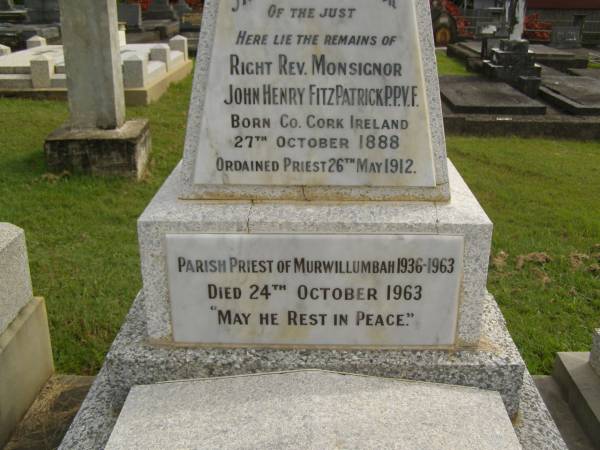 Of the just
Here lie the remains of
Right Rev. Monsignor
John Henry FitzPatrick P.P.V.F.
Born Co. Cork Ireland
27th October 1888
Ordained Priest 26th May 1912.
Parish Priest of Murwillumbah 1936-1963
Died 24th October 1963
"May he Rest in Peace."